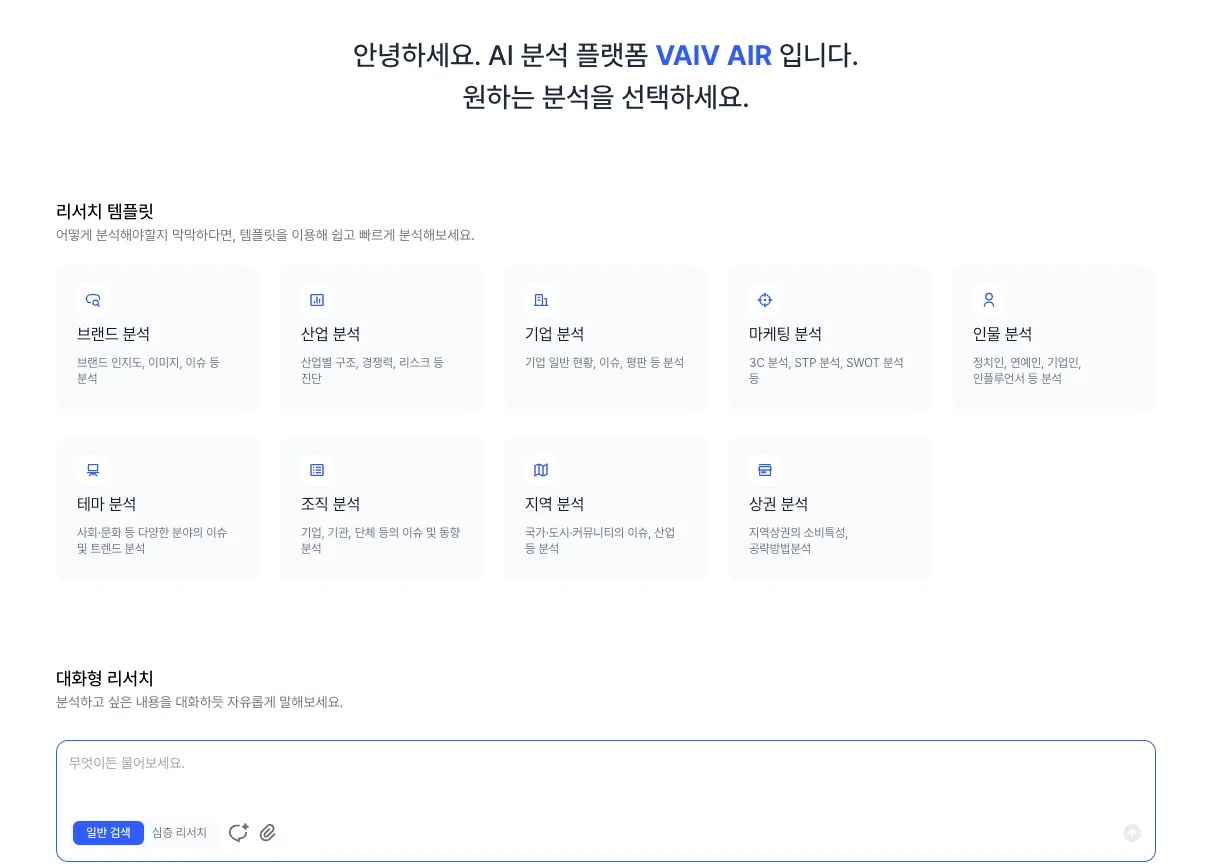 안녕하세요. AI 분석 플랫폼 VAIV AIR 입니다.
원하는 분석을 선택하세요.
리서치 템플릿
어떻게 분석해야할지 막막하다면, 템플릿을 이용해 쉽고 빠르게 분석해보세요.
브랜드 분석
브랜드 인지도, 이미지, 이슈 등
분석
산업 분석
산업별 구조, 경쟁력, 리스크 등
진단
기업 분석
기업 일반 현황, 이슈, 평판 등 분석
마케팅 분석
3C 분석, STP 분석, SWOT 분석
등
인물 분석
정치인, 연예인, 기업인,
인플루언서 등 분석
테마 분석
사회·문화 등 다양한 분야의 이슈
및 트렌드 분석
조직 분석
기업, 기관, 단체 등의 이슈 및 동향
분석
지역 분석
국가·도시·커뮤니티의 이슈, 산업
등 분석
상권 분석
지역상권의 소비특성,
공략방법분석
대화형 리서치
분석하고 싶은 내용을 대화하듯 자유롭게 말해보세요.
무엇이든 물어보세요.
일반 검색
심층 리서치